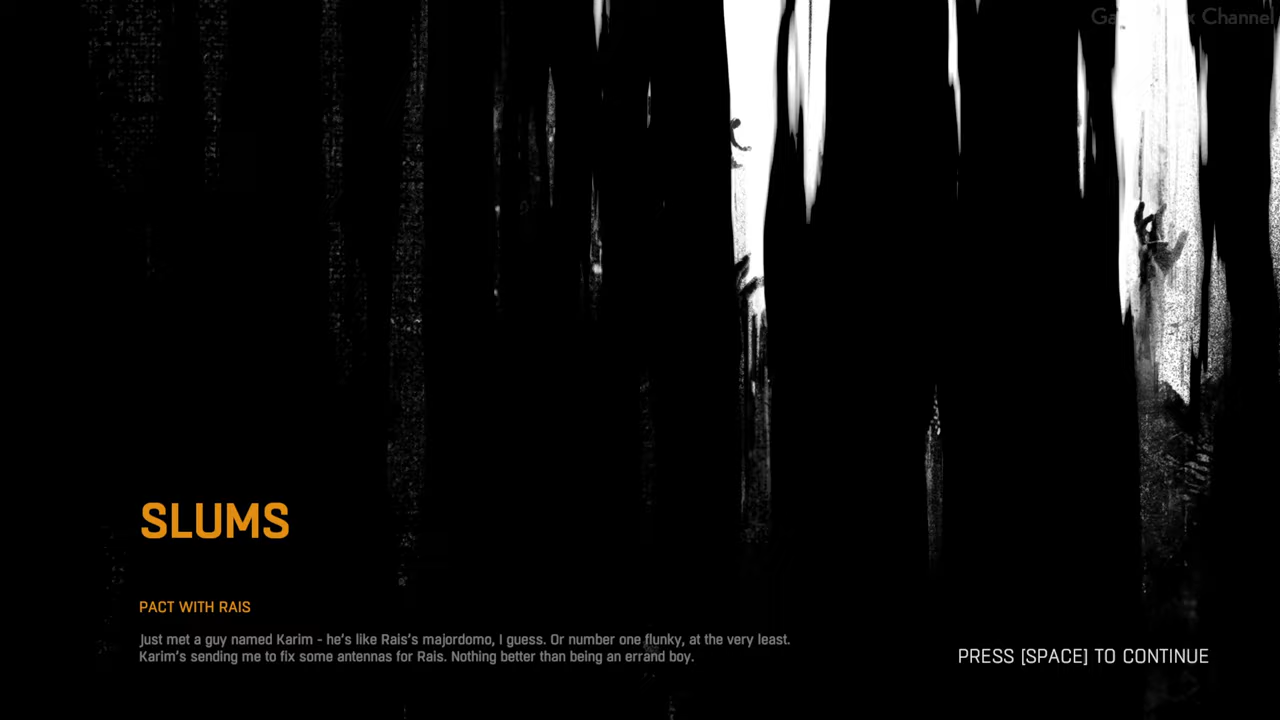 Channel
SLUMS
PACT WITH RAIS
Just met a guy named Karim - he's like Rais's majordomo, I guess. Or number one flunky, at the very least.
Karim's sending me to fix some antennas for Rais. Nothing better than being an errand boy.
PRESS [SPACE] TO CONTINUE